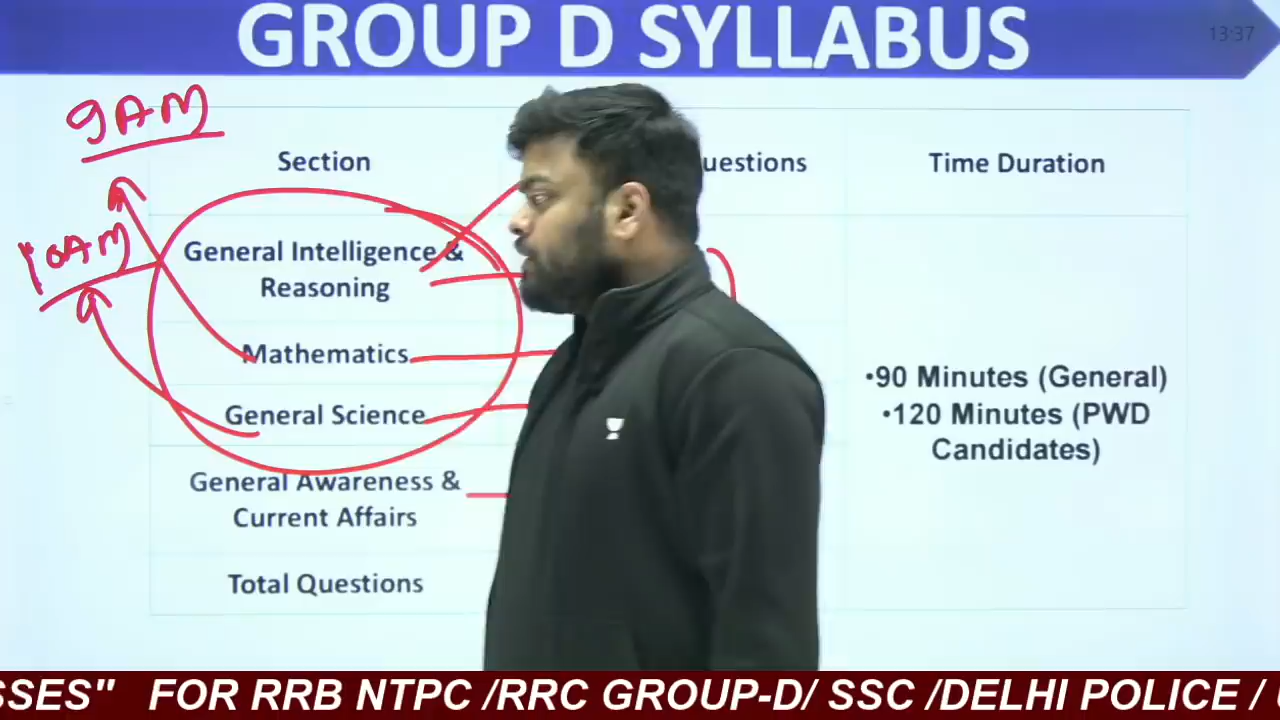 GROUP D SYLLABUS
13:37
9AM
Section
uestions
Time Duration
10AM
General Intelligence &
Reasoning
Mathematics
General Science
General Awareness &
Current Affairs
Total Questions
•90 Minutes (General)
•120 Minutes (PWD
Candidates)
SSES" FOR RRB NTPC /RRC GROUP-D/ SSC /DELHI POLICE /